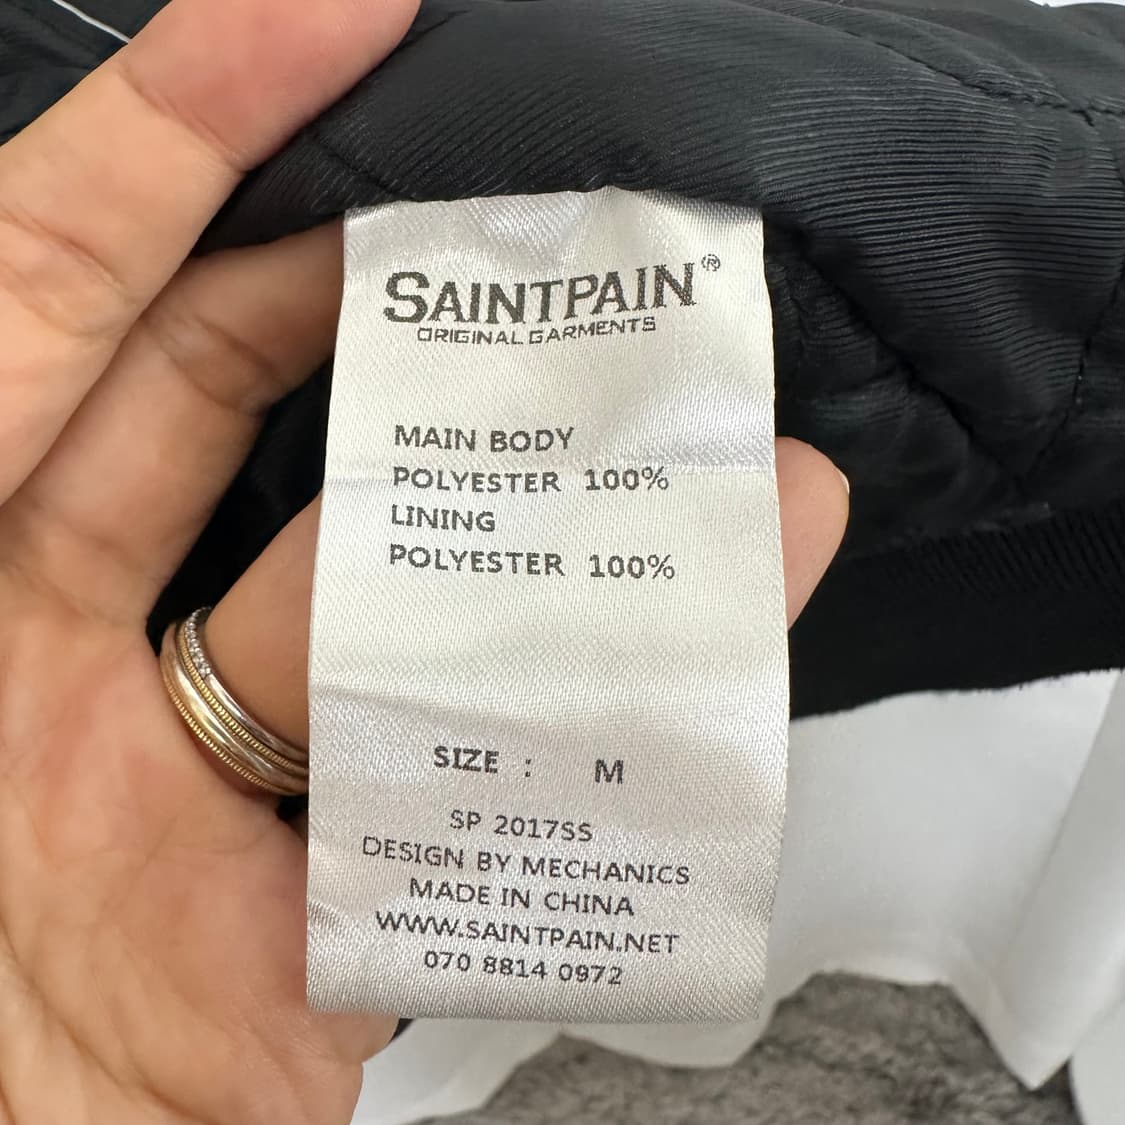 SAINTPAIN®
ORIGINAL GARMENTS
MAIN BODY
POLYESTER 100%
LINING
POLYESTER 100%
SIZE : M
SP 2017SS
DESIGN BY MECHANICS
MADE IN CHINA
WWW.SAINTPAIN.NET
070 8814 0972